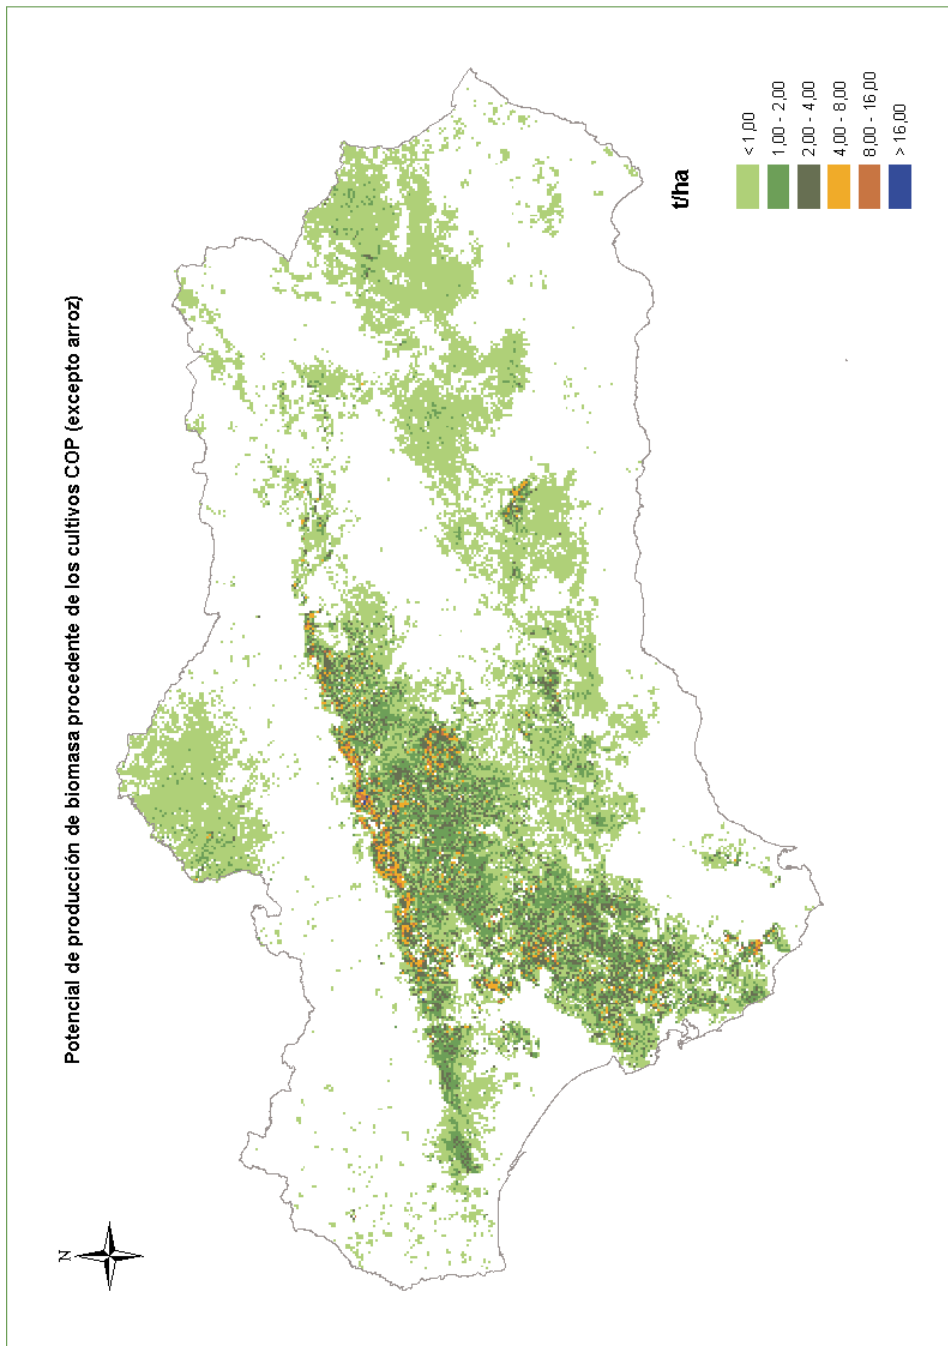 Potencial de producción de biomasa procedente de los cultivos COP (excepto arroz)
N
t/ha
< 1,00
1,00 - 2,00
2,00 - 4,00
4,00 - 8,00
8,00 - 16,00
> 16,00